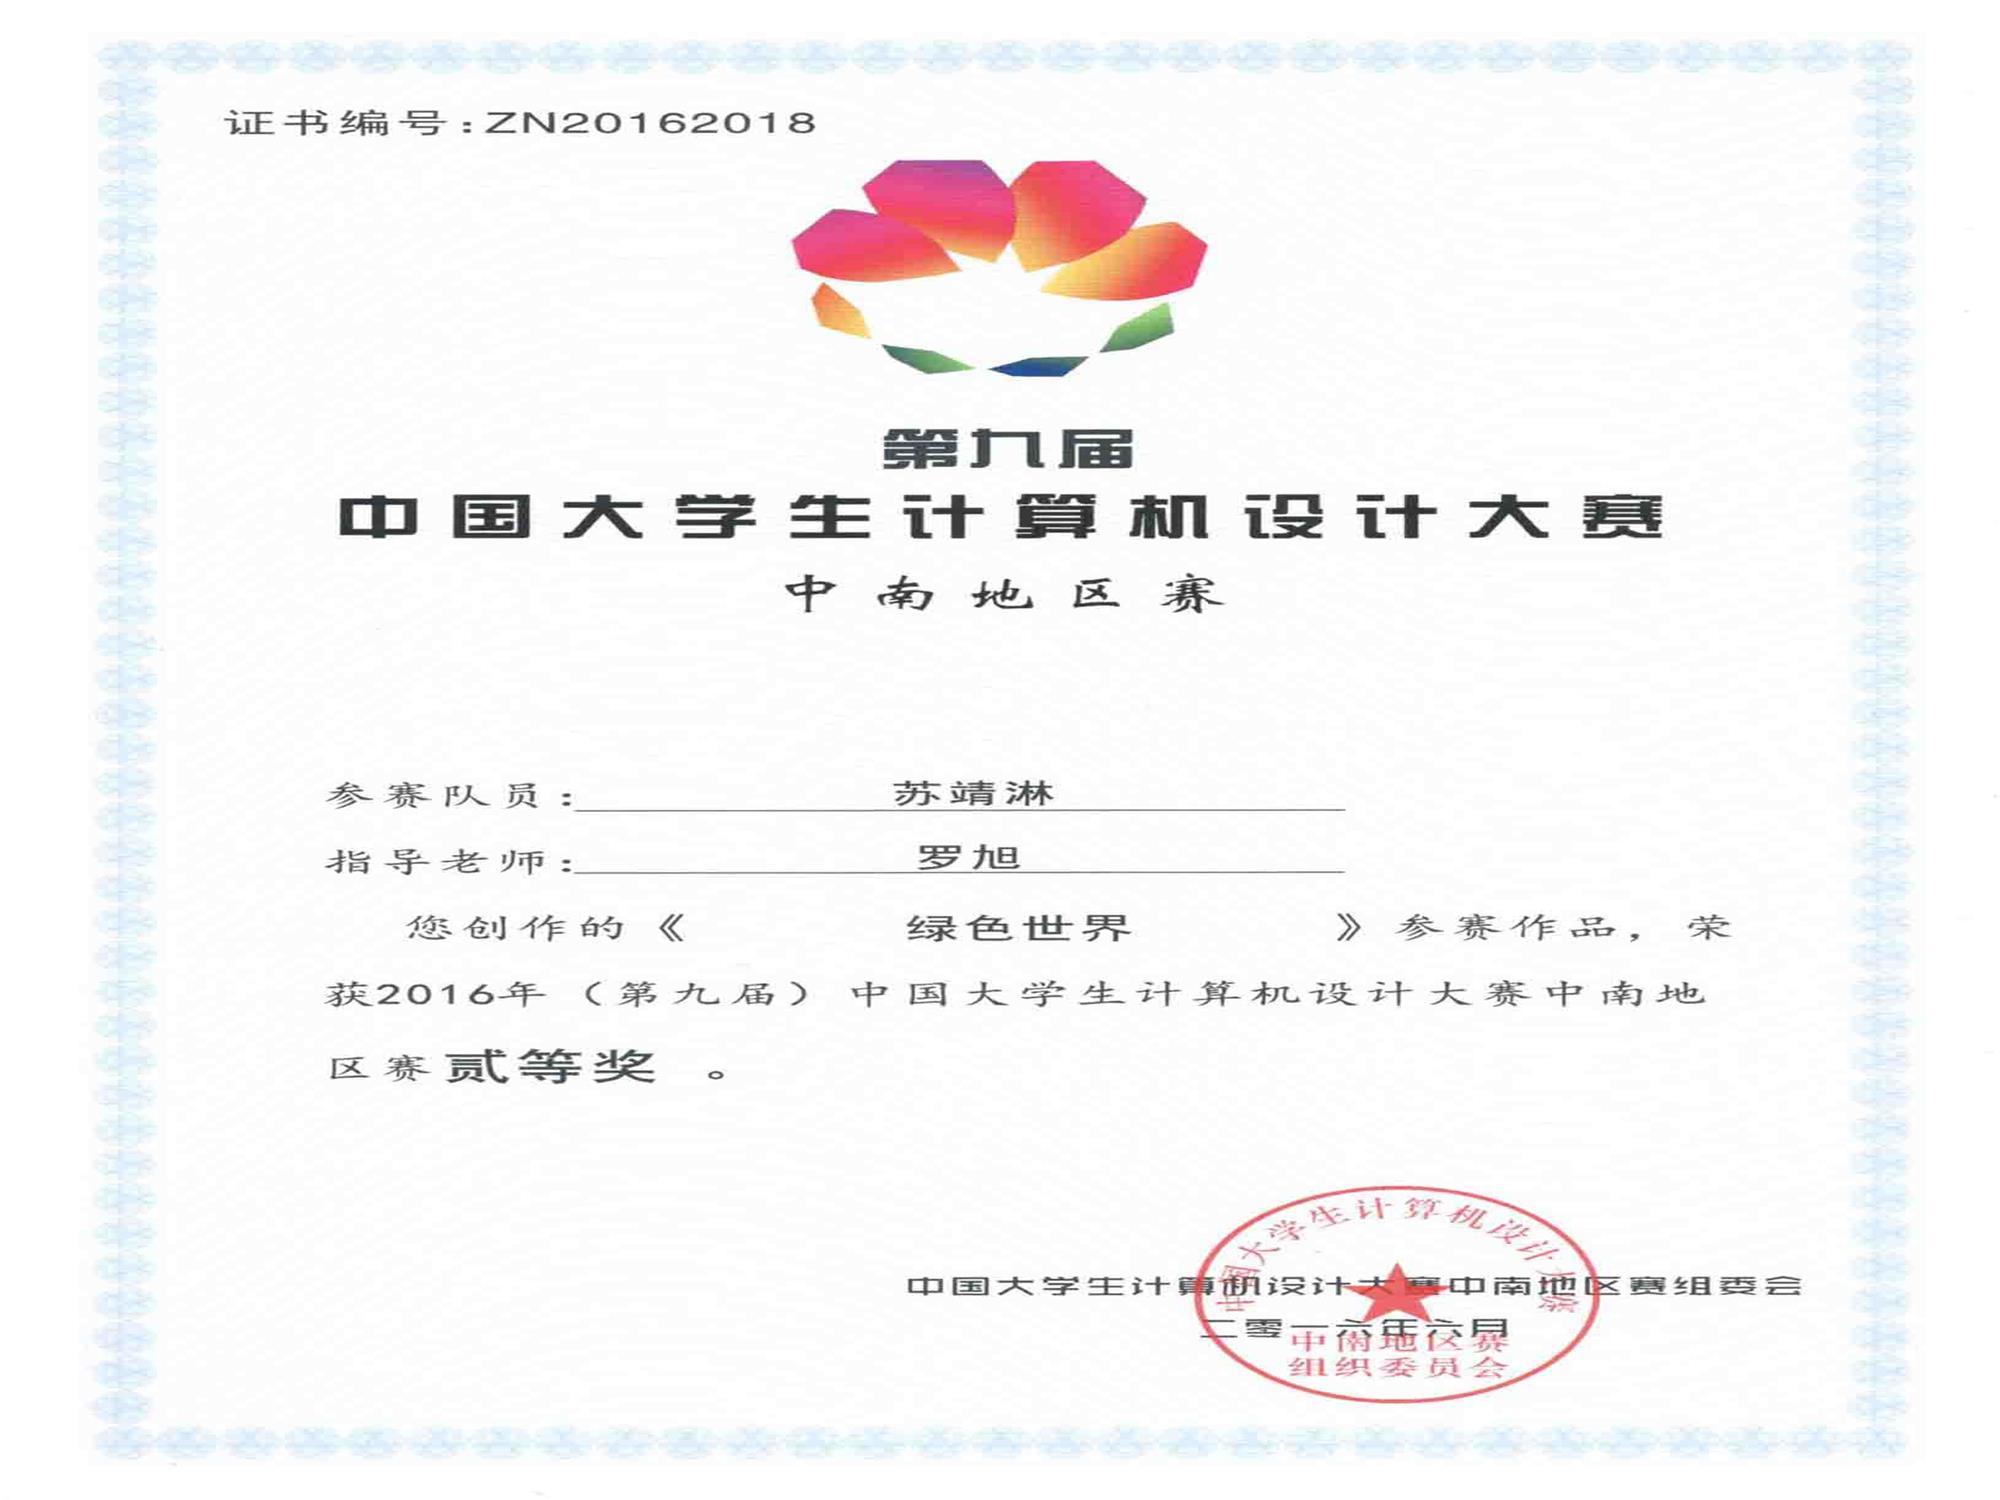 证书编号:ZN20162018
第九届
中国大学生计算机设计大赛
中南地区赛
参赛队员: 苏靖淋
指导老师: 罗旭
您创作的《 绿色世界 》参赛作品，荣
获2016年（第九届）中国大学生计算机设计大赛中南地
区赛贰等奖 。
中国大学生计算机设计大赛
中国大学生计算机设计大赛中南地区赛组委会
二零一六年六月
中南地区赛
组织委员会